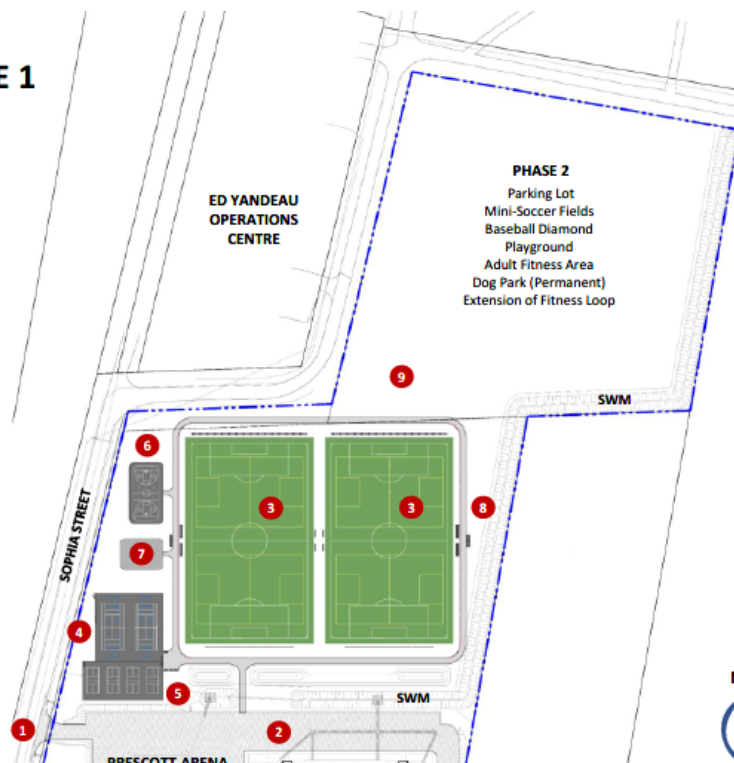 E 1
PHASE 2
Parking Lot
Mini-Soccer Fields
Baseball Diamond
Playground
Adult Fitness Area
Dog Park (Permanent)
Extension of Fitness Loop
ED YANDEAU
OPERATIONS
CENTRE
9
SWM
6
3
3
8
SOPHIA STREET
7
4
5
SWM
1
2
PRESCOTT ARENA